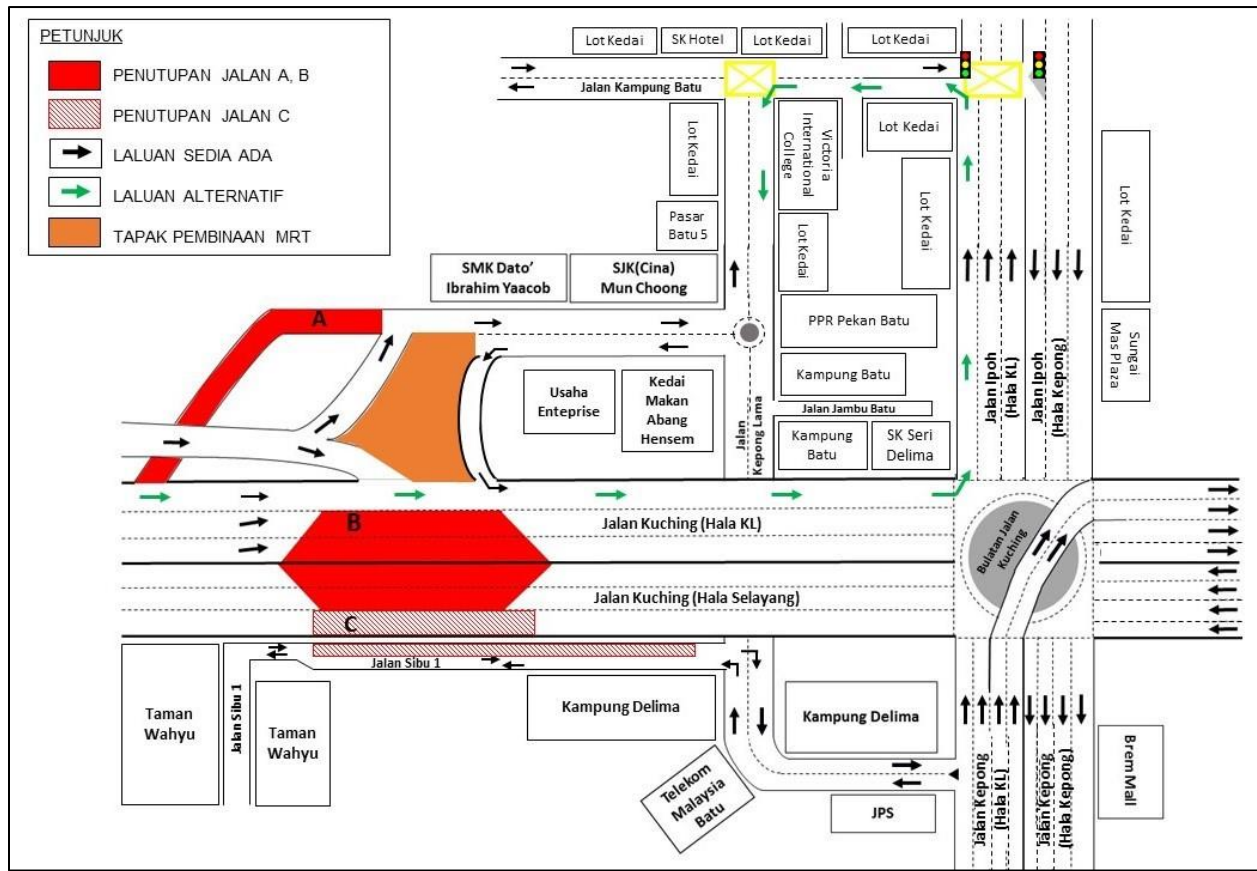 PETUNJUK
PENUTUPAN JALAN A, B
PENUTUPAN JALAN C
LALUAN SEDIA ADA
LALUAN ALTERNATIF
TAPAK PEMBINAAN MRT
Lot Kedai
SK Hotel
Lot Kedai
Lot Kedai
Jalan Kampung Batu
Lot Kedai
Victoria
International
College
Lot Kedai
Lot Kedai
Lot Kedai
Pasar
Batu 5
Lot Kedai
Lot Kedai
SMK Dato’
Ibrahim Yaacob
SJK(Cina)
Mun Choong
PPR Pekan Batu
Sungai
Mas Plaza
A
Kampung Batu
Jalan Ipoh
(Hala KL)
Jalan Ipoh
(Hala Kepong)
Usaha
Enteprise
Kedai
Makan
Abang
Hensem
Jalan Jambu Batu
Jalan
Kepong Lama
Kampung
Batu
SK Seri
Delima
B
Jalan Kuching (Hala KL)
Bulatan Jalan
Kuching
Jalan Kuching (Hala Selayang)
C
Jalan Sibu 1
Taman
Wahyu
Jalan Sibu 1
Taman
Wahyu
Kampung Delima
Kampung Delima
Telekom
Malaysia
Batu
JPS
Jalan Kepong
(Hala KL)
Jalan Kepong
(Hala Kepong)
Brem Mall